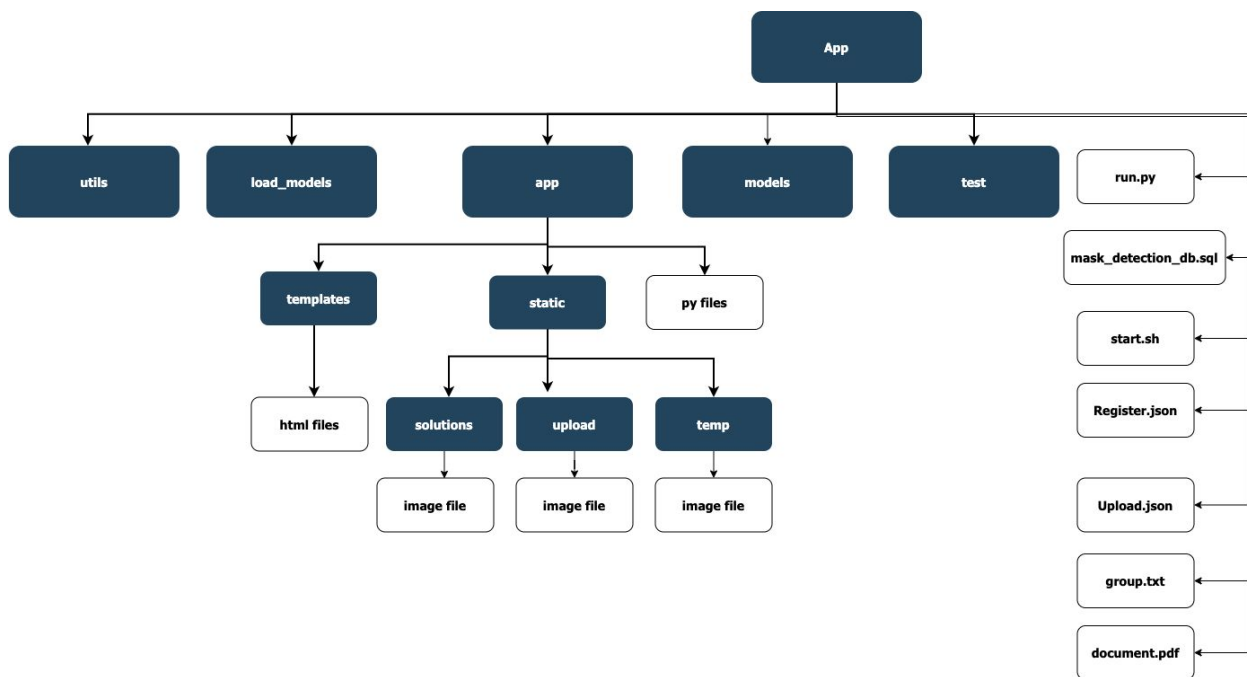 App
utils
load_models
app
models
test
run.py
mask_detection_db.sql
templates
static
py files
start.sh
Register.json
html files
solutions
upload
temp
image file
image file
image file
Upload.json
group.txt
document.pdf